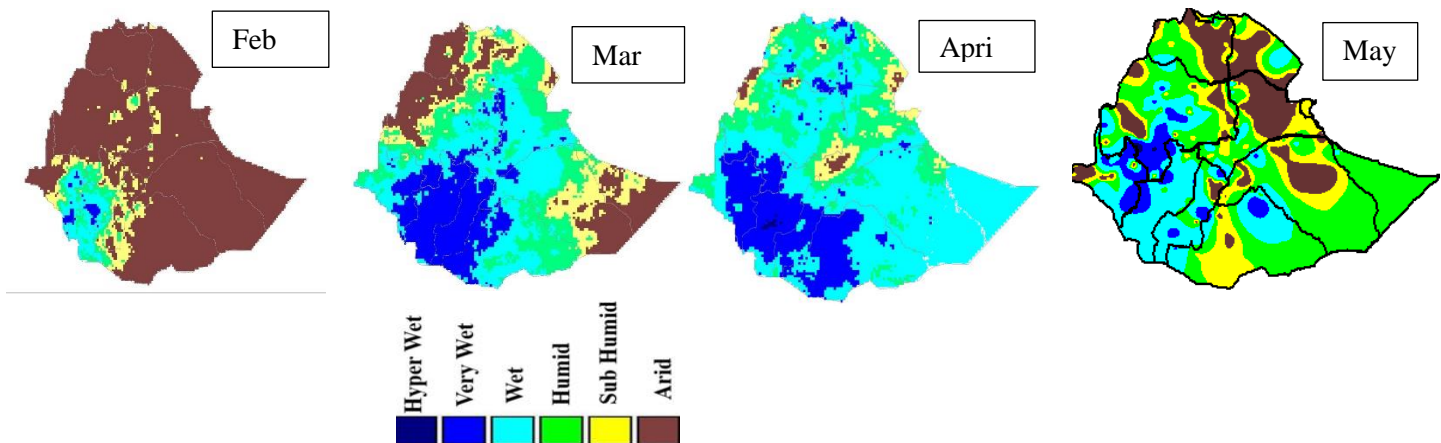 Feb
Mar
Apri
May
Hyper Wet
Very Wet
Wet
Humid
Sub Humid
Arid